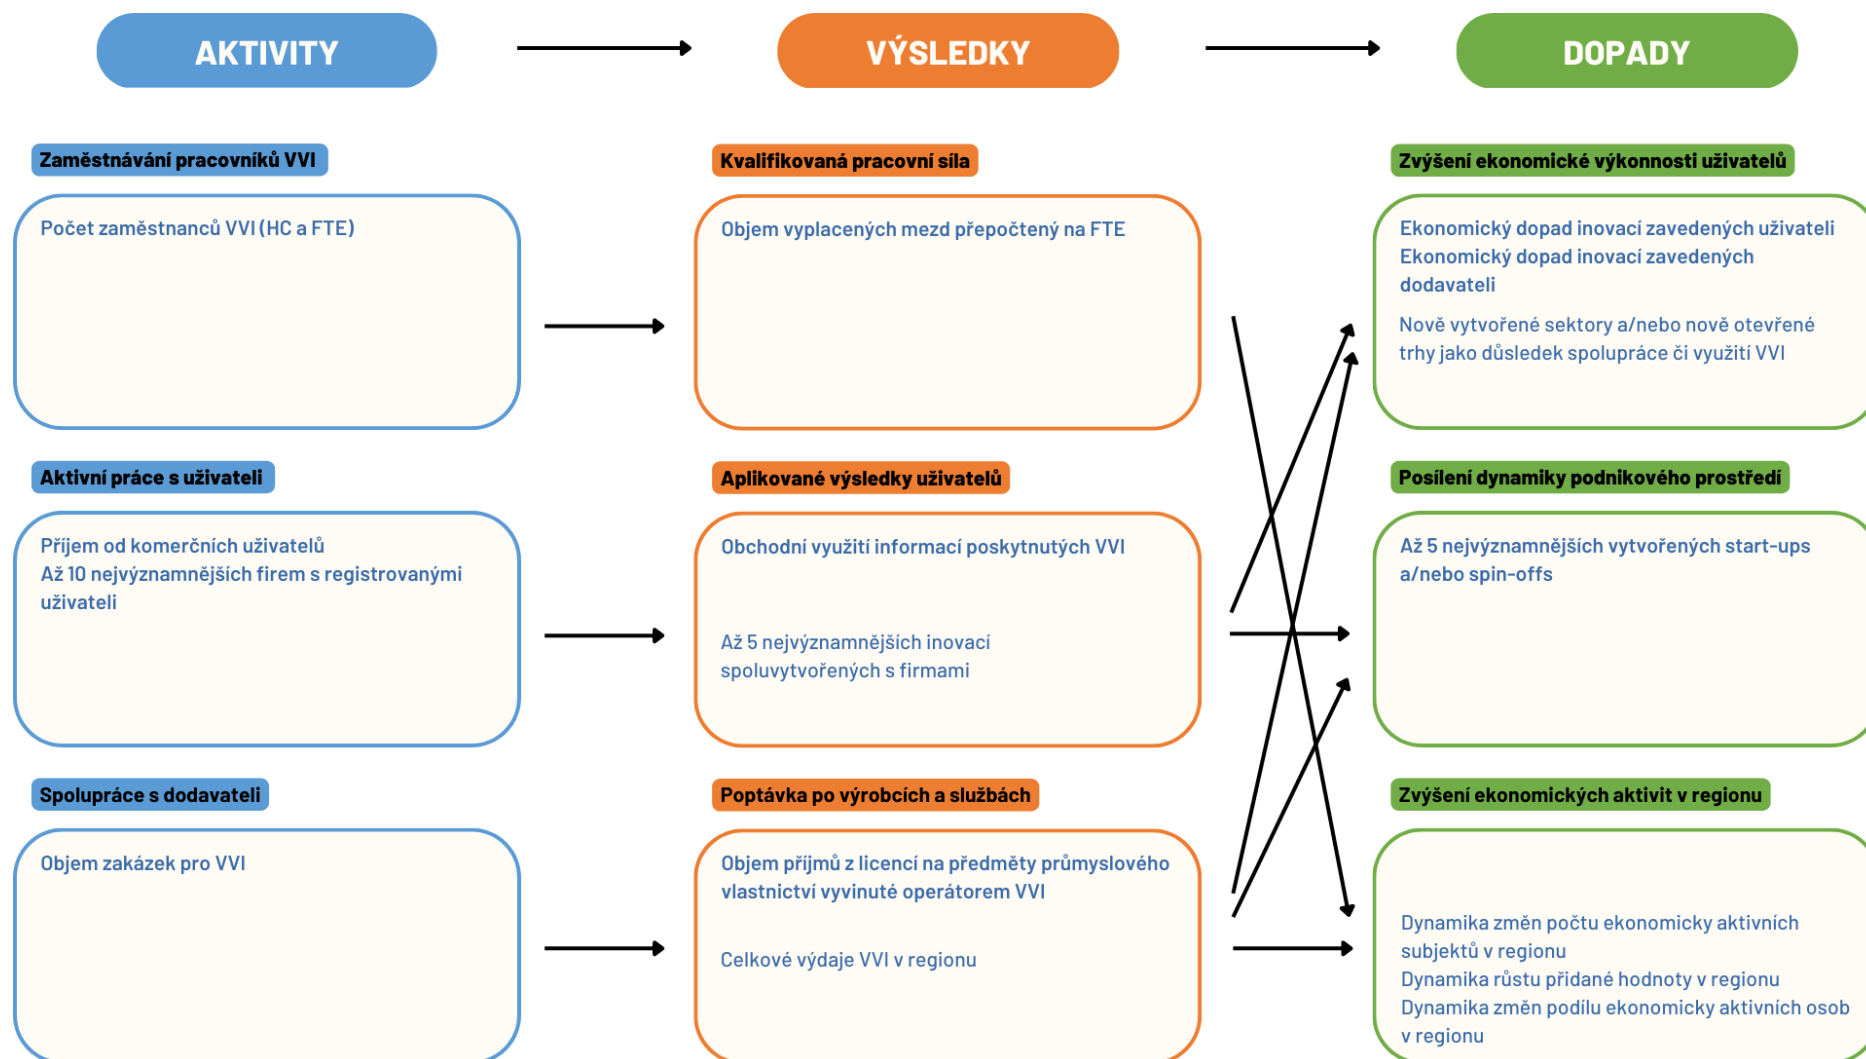 AKTIVITY
VÝSLEDKY
DOPADY
Zaměstnávání pracovníků VVI
Počet zaměstnanců VVI (HC a FTE)
Kvalifikovaná pracovní síla
Objem vyplacených mezd přepočtený na FTE
Zvýšení ekonomické výkonnosti uživatelů
Ekonomický dopad inovací zavedených uživateli
Ekonomický dopad inovací zavedených
dodavateli
Nově vytvořené sektory a/nebo nově otevřené
trhy jako důsledek spolupráce či využití VVI
Aktivní práce s uživateli
Příjem od komerčních uživatelů
Až 10 nejvýznamnějších firem s registrovanými
uživateli
Aplikované výsledky uživatelů
Obchodní využití informací poskytnutých VVI
Až 5 nejvýznamnějších inovací
spoluvytvořených s firmami
Posílení dynamiky podnikového prostředí
Až 5 nejvýznamnějších vytvořených start-ups
a/nebo spin-offs
Spolupráce s dodavateli
Objem zakázek pro VVI
Poptávka po výrobcích a službách
Objem příjmů z licencí na předměty průmyslového
vlastnictví vyvinuté operátorem VVI
Celkové výdaje VVI v regionu
Zvýšení ekonomických aktivit v regionu
Dynamika změn počtu ekonomicky aktivních
subjektů v regionu
Dynamika růstu přidané hodnoty v regionu
Dynamika změn podílu ekonomicky aktivních osob
v regionu